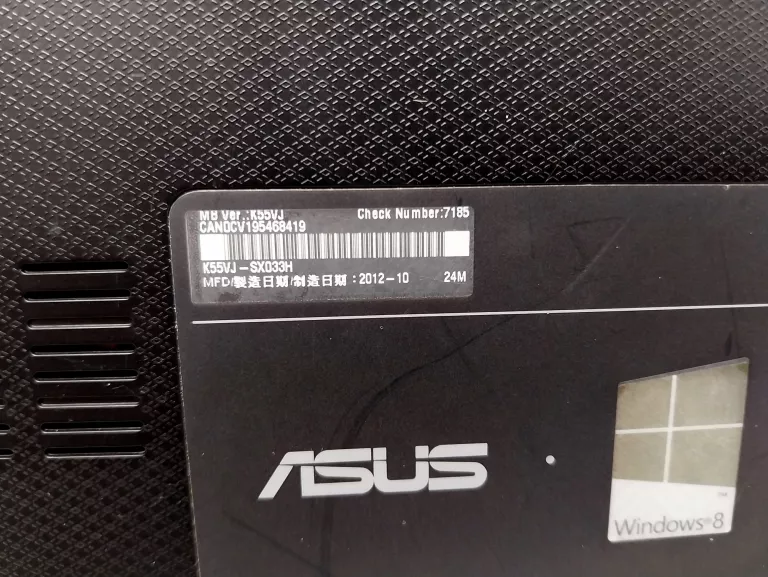 MB Ver.:K55VJ Check Number:7185
CAN0CV195468419
K55VJ-SX033H
MFD/製造日期/制造日期:2012-10 24M
ASUS
Windows®8